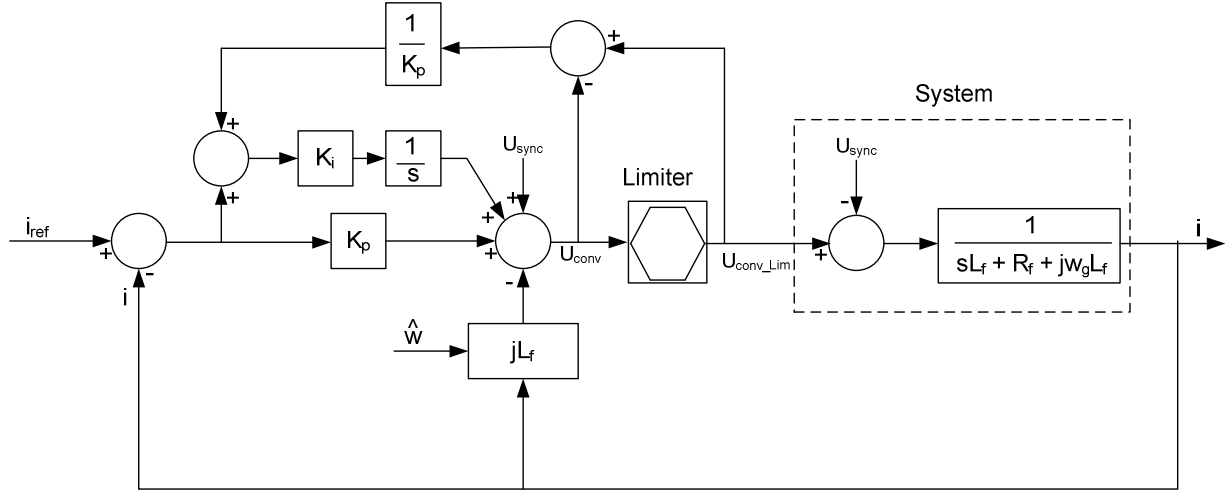 1
K_p
+
-
System
+
K_i
1
s
U_sync
Limiter
U_sync
+
+
+
-
i_ref
+
K_p
+
U_conv
U_conv_Lim
+
1
sL_f + R_f + jw_gL_f
i
-
i
-
ŵ
jL_f